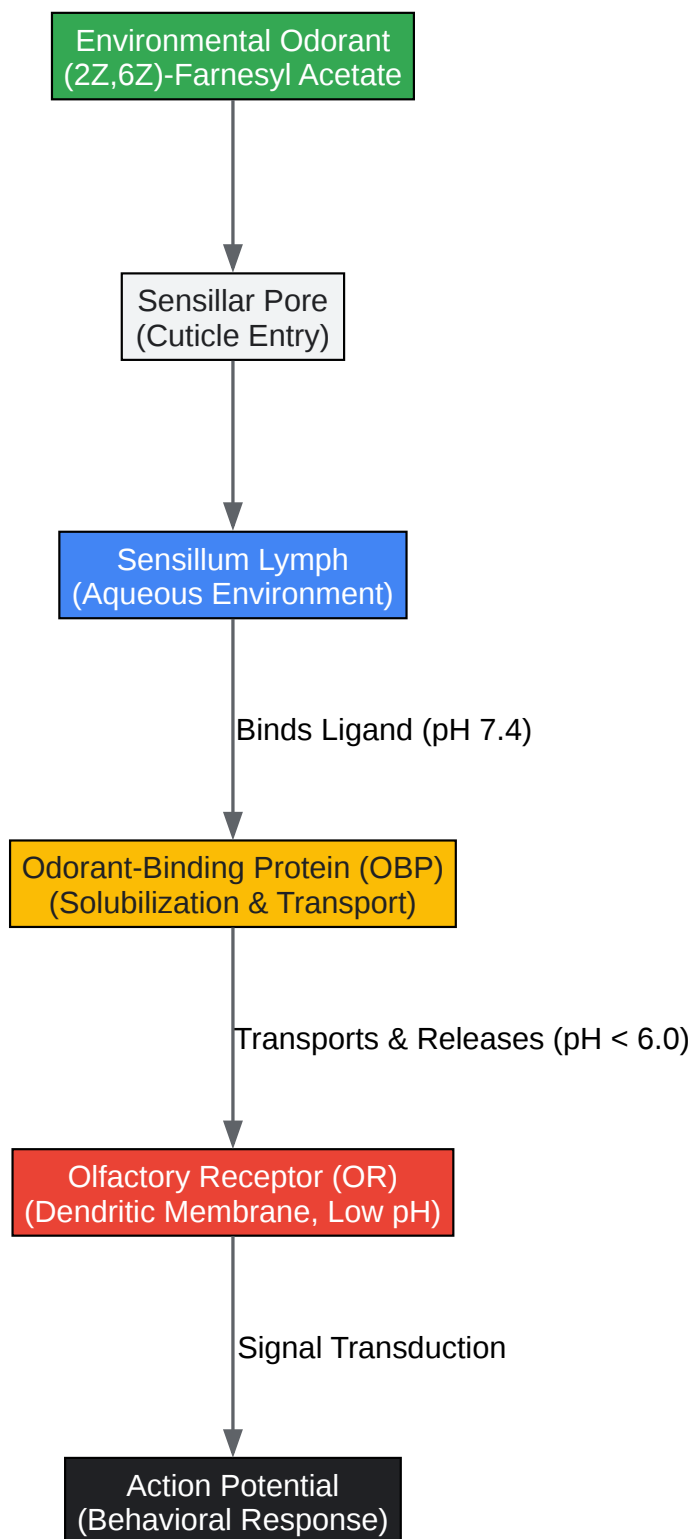 Environmental Odorant
(2Z,6Z)-Farnesyl Acetate
Sensillar Pore
(Cuticle Entry)
Sensillum Lymph
(Aqueous Environment)
Binds Ligand (pH 7.4)
Odorant-Binding Protein (OBP)
(Solubilization & Transport)
Transports & Releases (pH < 6.0)
Olfactory Receptor (OR)
(Dendritic Membrane, Low pH)
Signal Transduction
Action Potential
(Behavioral Response)